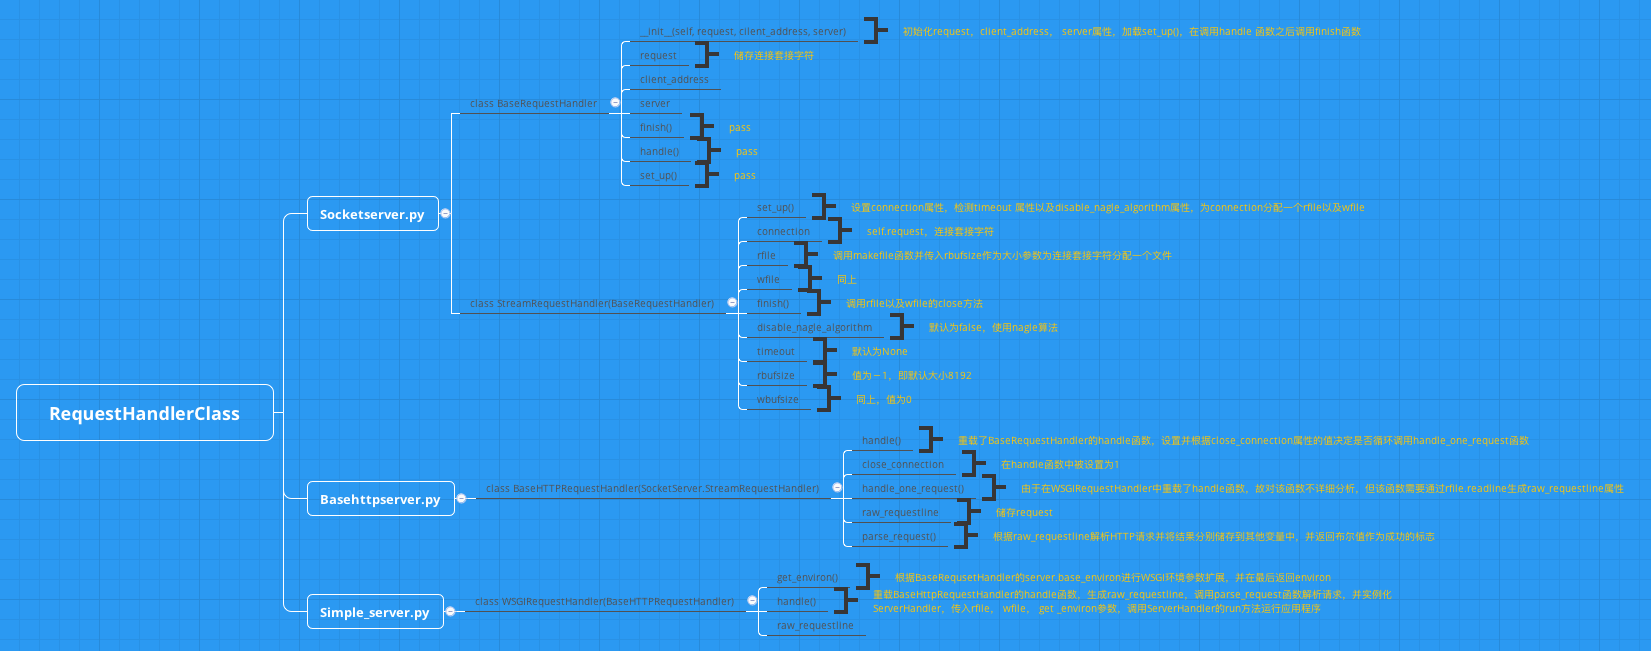 __init__(self, request, client_address, server)
初始化request，client_address， server属性，加载set_up()，在调用handle 函数之后调用finish函数
request
储存连接套接字符
client_address
class BaseRequestHandler
server
finish()
pass
handle()
pass
set_up()
pass
Socketserver.py
set_up()
设置connection属性，检测timeout 属性以及disable_nagle_algorithm属性，为connection分配一个rfile以及wfile
connection
self.request，连接套接字符
rfile
调用makefile函数并传入rbufsize作为大小参数为连接套接字符分配一个文件
wfile
同上
class StreamRequestHandler(BaseRequestHandler)
finish()
调用rfile以及wfile的close方法
disable_nagle_algorithm
默认为false，使用nagle算法
timeout
默认为None
rbufsize
值为－1，即默认大小8192
wbufsize
同上，值为0
RequestHandlerClass
handle()
重载了BaseRequestHandler的handle函数，设置并根据close_connection属性的值决定是否循环调用handle_one_request函数
close_connection
在handle函数中被设置为1
Basehttpserver.py
class BaseHTTPRequestHandler(SocketServer.StreamRequestHandler)
handle_one_request()
由于在WSGIRequestHandler中重载了handle函数，故对该函数不详细分析，但该函数需要通过rfile.readline生成raw_requestline属性
raw_requestline
储存request
parse_request()
根据raw_requestline解析HTTP请求并将结果分别储存到其他变量中，并返回布尔值作为成功的标志
get_environ()
根据BaseRequsetHandler的server.base_environ进行WSGI环境参数扩展，并在最后返回environ
Simple_server.py
class WSGIRequestHandler(BaseHTTPRequestHandler)
handle()
重载BaseHttpRequestHandler的handle函数，生成raw_requestline，调用parse_request函数解析请求，并实例化
ServerHandler，传入rfile， wfile， get _environ参数，调用ServerHandler的run方法运行应用程序
raw_requestline